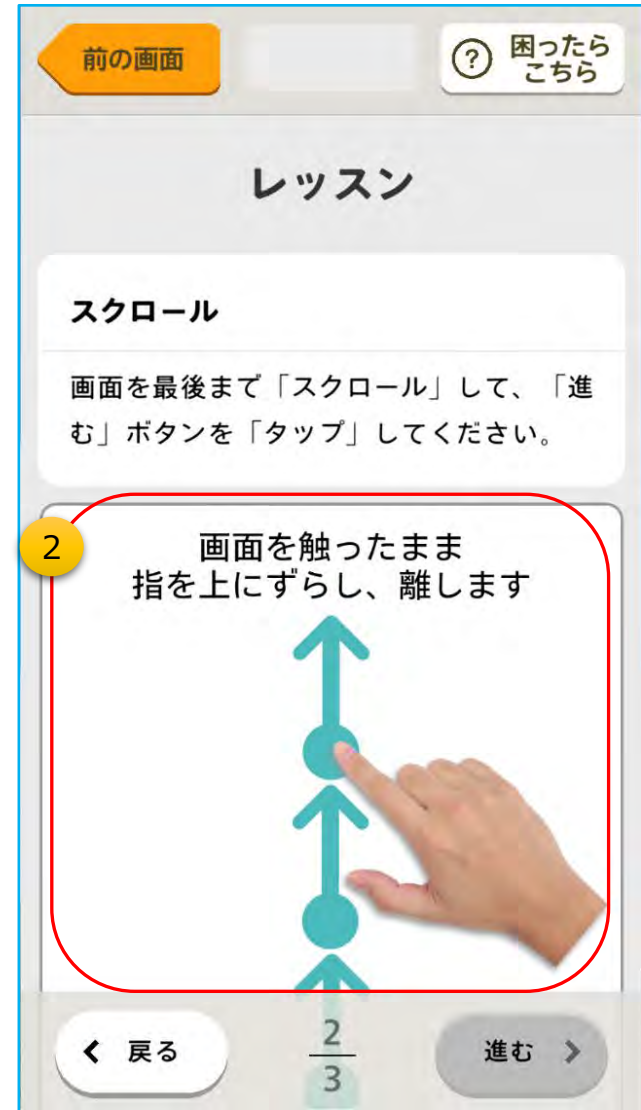 前の画面
? 困ったら
こちら
レッスン
スクロール
画面を最後まで「スクロール」して、「進
む」ボタンを「タップ」してください。
2
画面を触ったまま
指を上にずらし、離します
戻る
2
3
進む